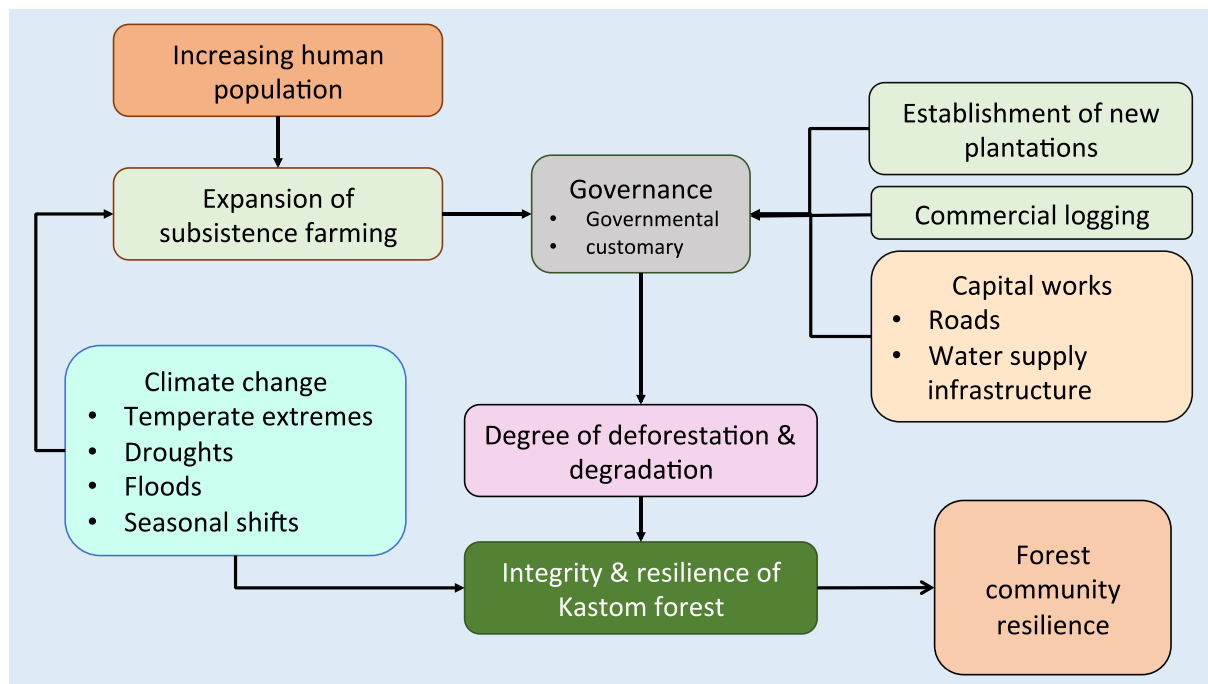 Increasing human
population
Expansion of
subsistence farming
Governance
• Governmental
• customary
Establishment of new
plantations
Commercial logging
Capital works
• Roads
• Water supply
infrastructure
Climate change
• Temperate extremes
• Droughts
• Floods
• Seasonal shifts
Degree of deforestation &
degradation
Integrity & resilience of
Kastom forest
Forest
community
resilience